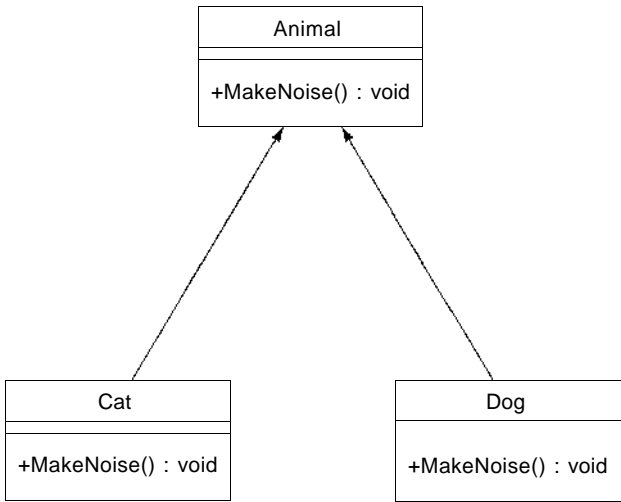 Animal
+MakeNoise() : void
Cat
+MakeNoise() : void
Dog
+MakeNoise() : void